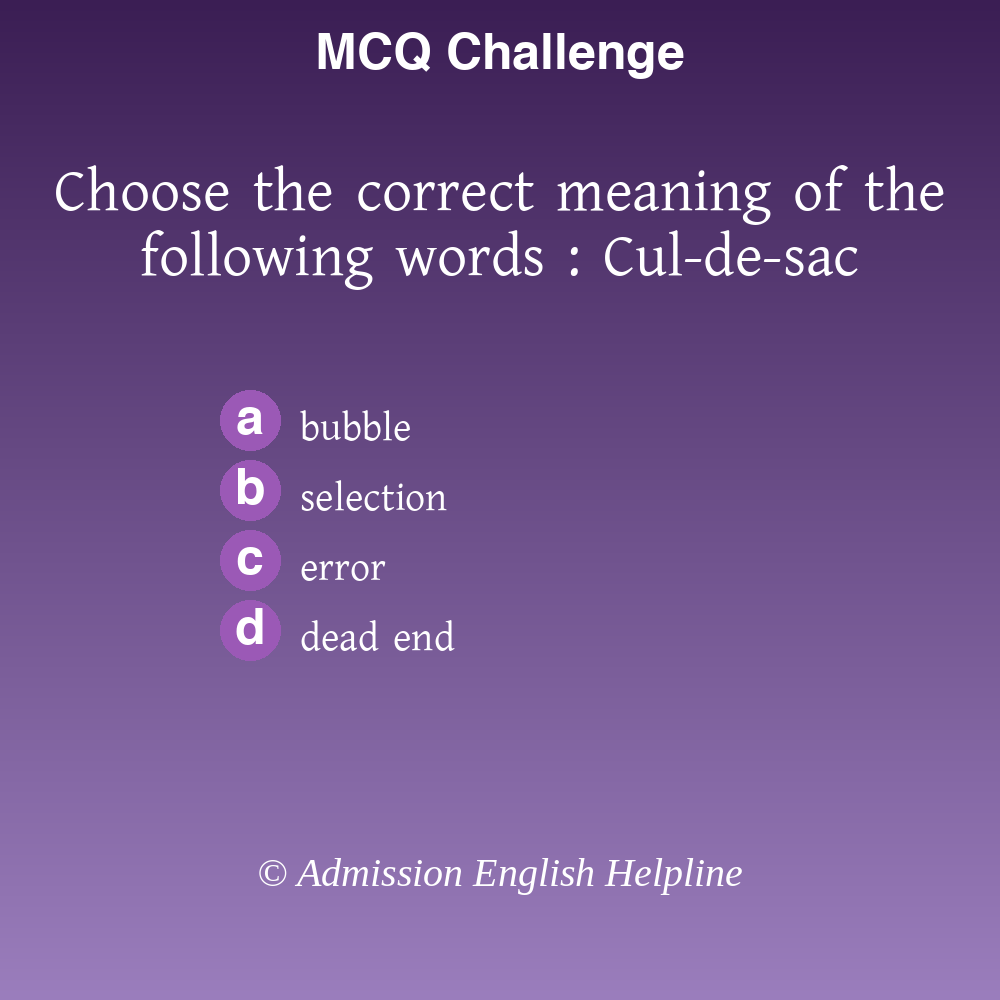 MCQ Challenge
Choose the correct meaning of the
following words : Cul-de-sac
a bubble
b selection
c error
d dead end
© Admission English Helpline